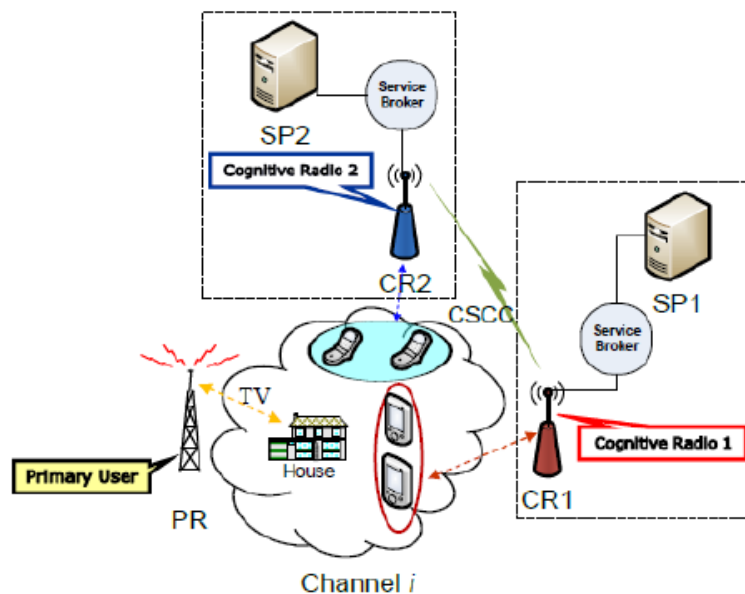 Service
Broker
SP2
Cognitive Radio 2
CR2
CSCC
SP1
Service
Broker
TV
House
Primary User
PR
Cognitive Radio 1
CR1
Channel i